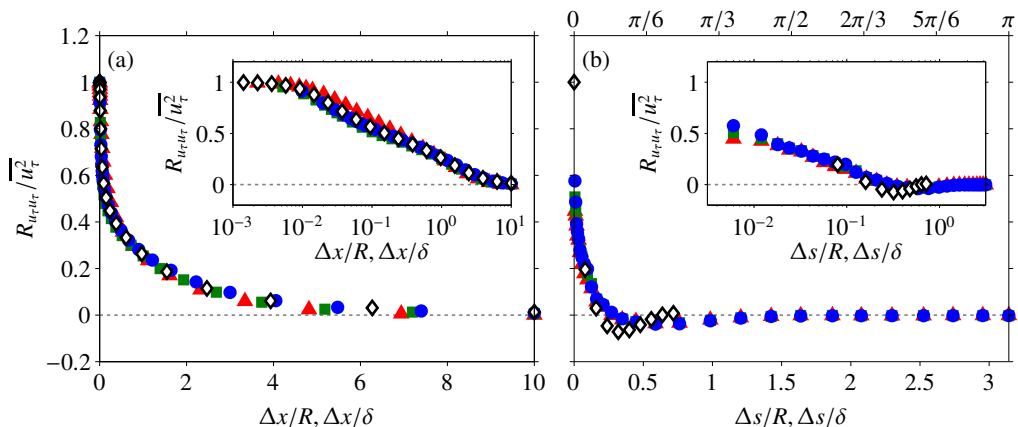 0 π/6 π/3 π/2 2π/3 5π/6 π
1.2
1.0
0.8
0.6
0.4
0.2
0
−0.2
R_{u_τ u_τ}/\overline{u_τ^2}
(a)
1
0.5
0
R_{u_τ u_τ}/\overline{u_τ^2}
10^{−3} 10^{−2} 10^{−1} 10^0 10^1
Δx/R, Δx/δ
0 2 4 6 8 10
Δx/R, Δx/δ
(b)
1
0.5
0
R_{u_τ u_τ}/\overline{u_τ^2}
10^{−2} 10^{−1} 10^0
Δs/R, Δs/δ
0 0.5 1 1.5 2 2.5 3
Δs/R, Δs/δ